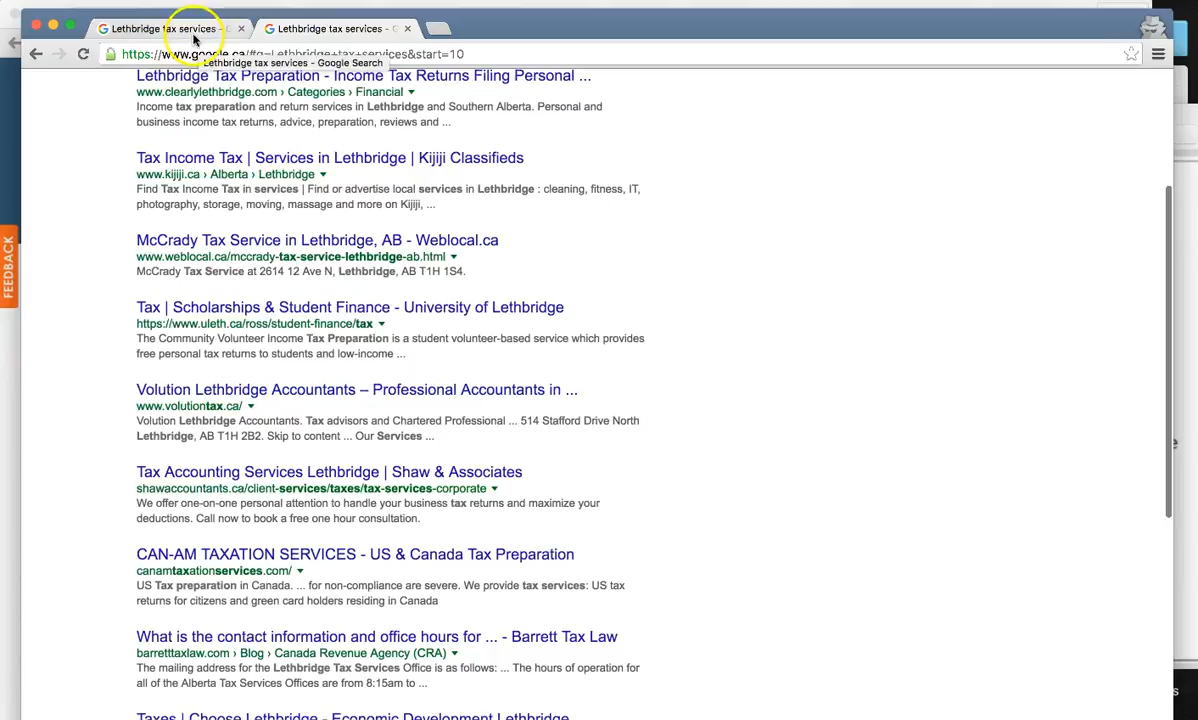 Lethbridge tax services - G
Lethbridge tax services - G
https://www.google.ca/#q=Lethbridge+tax+services&start=10
Lethbridge tax services - Google Search
Lethbridge Tax Preparation - Income Tax Returns Filing Personal ...
www.clearlylethbridge.com › Categories › Financial
Income tax preparation and return services in Lethbridge and Southern Alberta. Personal and
business income tax returns, advice, preparation, reviews and ...
Tax Income Tax | Services in Lethbridge | Kijiji Classifieds
www.kijiji.ca › Alberta › Lethbridge
Find Tax Income Tax in services | Find or advertise local services in Lethbridge : cleaning, fitness, IT,
photography, storage, moving, massage and more on Kijiji, ...
FEEDBACK
McCrady Tax Service in Lethbridge, AB - Weblocal.ca
www.weblocal.ca/mccrady-tax-service-lethbridge-ab.html
McCrady Tax Service at 2614 12 Ave N, Lethbridge, AB T1H 1S4.
Tax | Scholarships & Student Finance - University of Lethbridge
https://www.uleth.ca/ross/student-finance/tax
The Community Volunteer Income Tax Preparation is a student volunteer-based service which provides
free personal tax returns to students and low-income ...
Volution Lethbridge Accountants – Professional Accountants in ...
www.volutiontax.ca/
Volution Lethbridge Accountants. Tax advisors and Chartered Professional ... 514 Stafford Drive North
Lethbridge, AB T1H 2B2. Skip to content ... Our Services ...
Tax Accounting Services Lethbridge | Shaw & Associates
shawaccountants.ca/client-services/taxes/tax-services-corporate
We offer one-on-one personal attention to handle your business tax returns and maximize your
deductions. Call now to book a free one hour consultation.
CAN-AM TAXATION SERVICES - US & Canada Tax Preparation
canamtaxationservices.com/
US Tax preparation in Canada. ... for non-compliance are severe. We provide tax services: US tax
returns for citizens and green card holders residing in Canada
What is the contact information and office hours for ... - Barrett Tax Law
barretttaxlaw.com › Blog › Canada Revenue Agency (CRA)
The mailing address for the Lethbridge Tax Services Office is as follows: ... The hours of operation for
all of the Alberta Tax Services Offices are from 8:15am to ...
Taxes | Choose Lethbridge - Economic Development Lethbridge